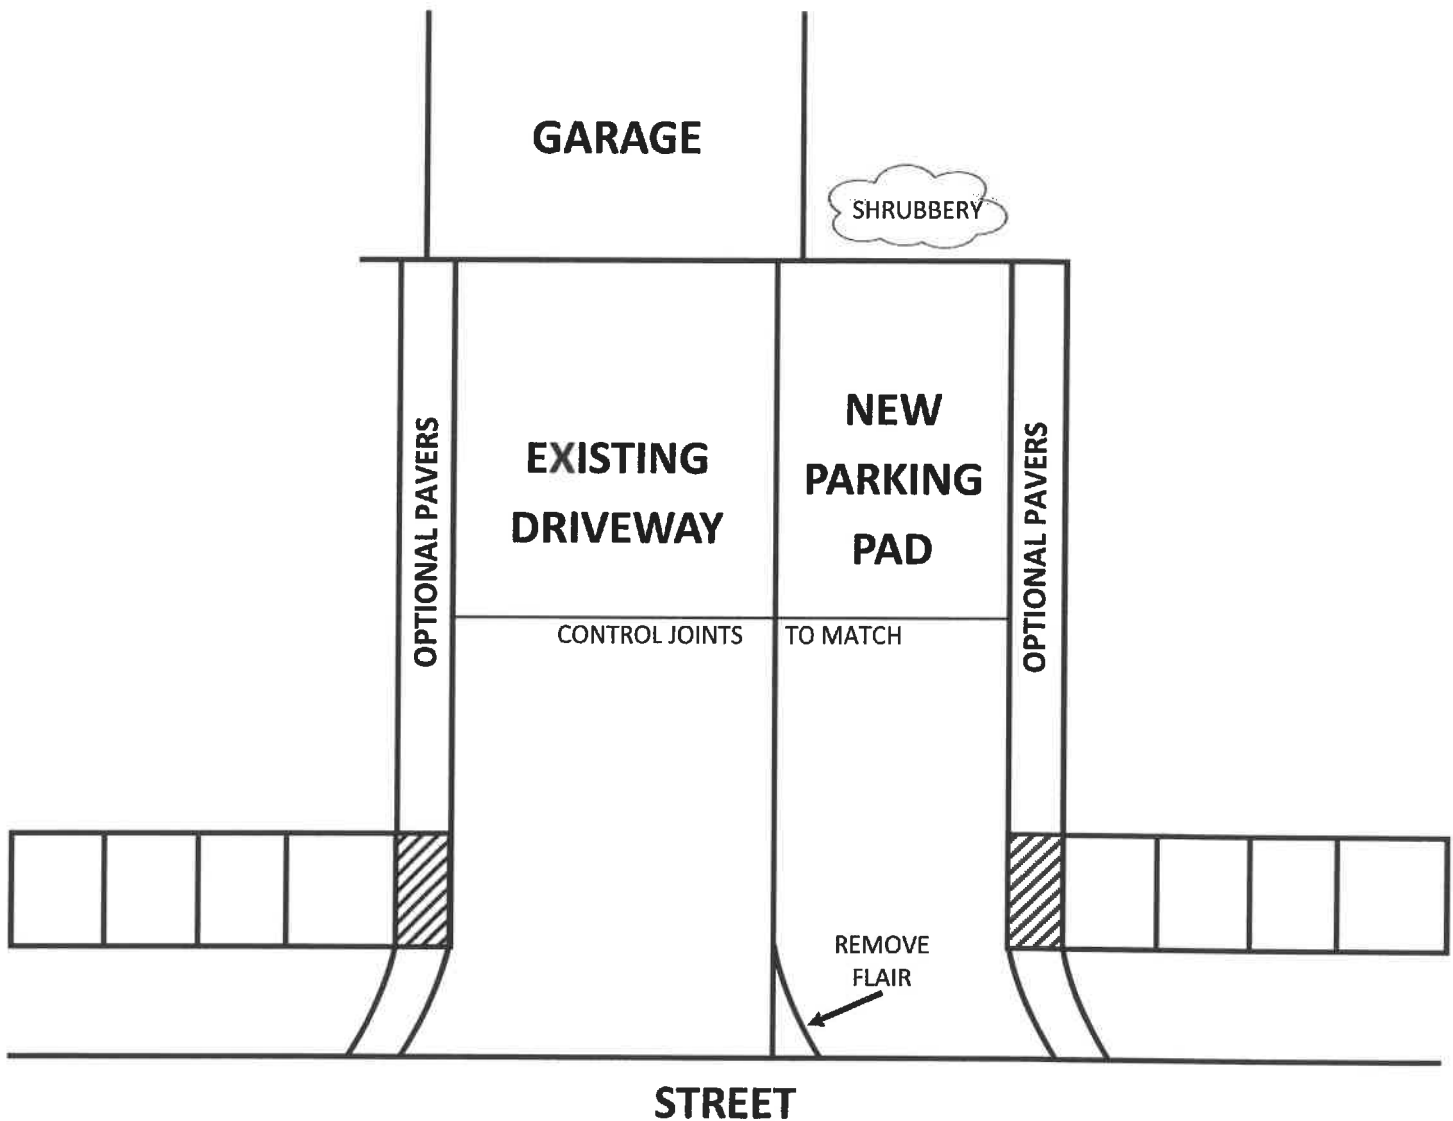 GARAGE
SHRUBBERY
EXISTING
DRIVEWAY
NEW
PARKING
PAD
OPTIONAL PAVERS
OPTIONAL PAVERS
CONTROL JOINTS TO MATCH
REMOVE
FLAIR
STREET